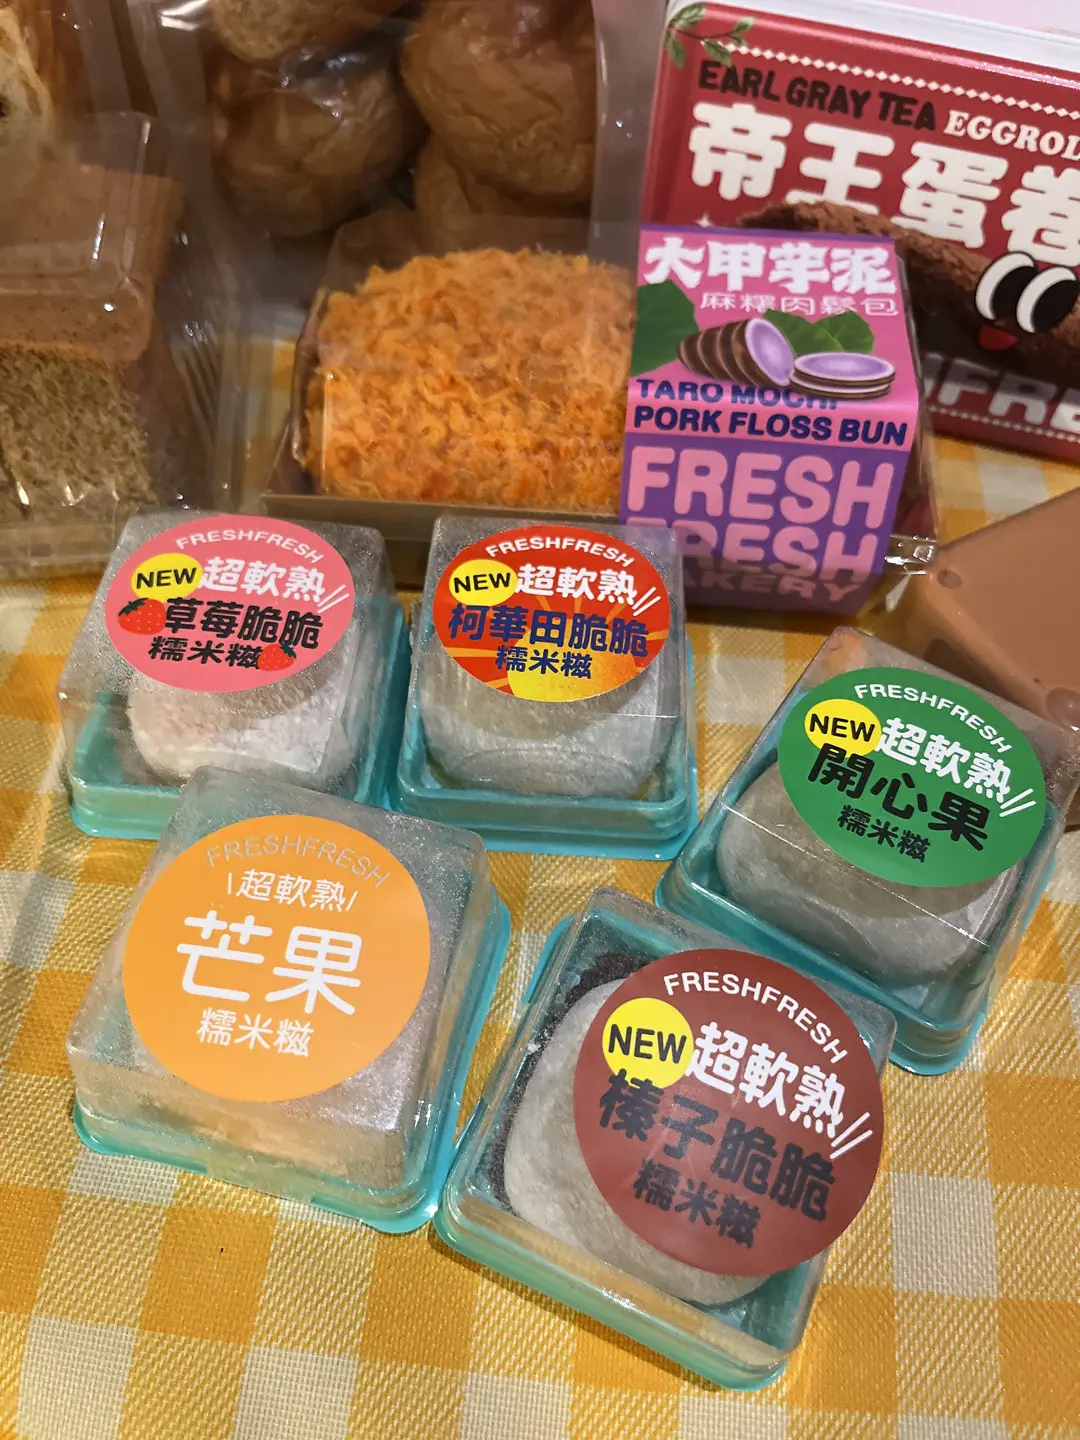 EARL GRAY TEA EGGROL
帝王蛋卷
大甲芋泥
麻糬肉鬆包
TARO MOCHI
PORK FLOSS BUN
FRESH
FRESH
BAKERY
FRESHFRESH
NEW 超軟熟
草莓脆脆
糯米糍
FRESHFRESH
NEW 超軟熟
柯華田脆脆
糯米糍
FRESHFRESH
NEW 超軟熟
開心果
糯米糍
FRESHFRESH
超軟熟
芒果
糯米糍
FRESHFRESH
NEW 超軟熟
榛子脆脆
糯米糍